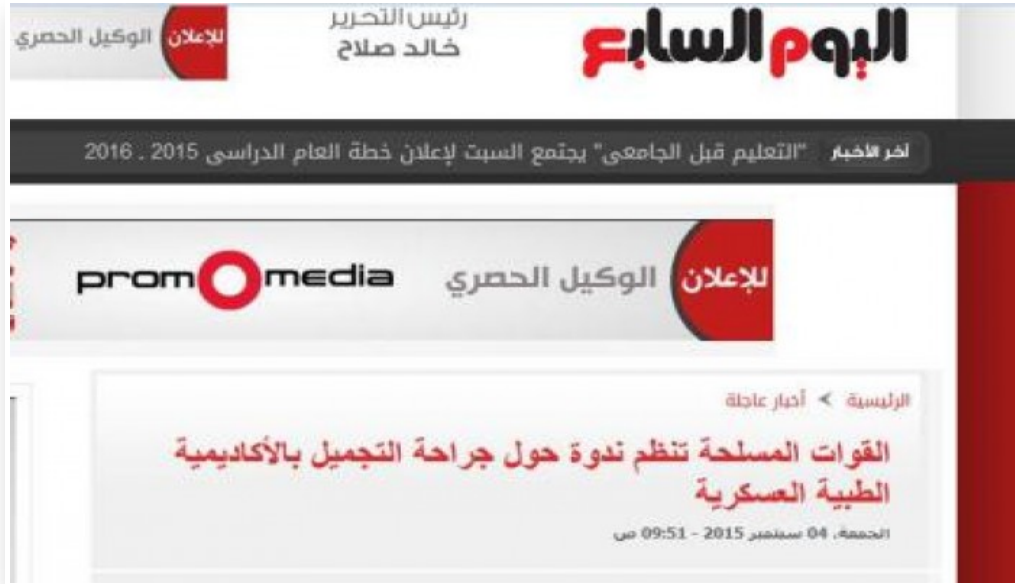 اليوم السابع
رئيس التحرير
خالد صلاح
للإعلان الوكيل الحصري
آخر الأخبار "التعليم قبل الجامعى" يجتمع السبت لإعلان خطة العام الدراسى 2015 ـ 2016
للإعلان الوكيل الحصري promomedia
الرئيسية > أخبار عاجلة
القوات المسلحة تنظم ندوة حول جراحة التجميل بالأكاديمية
الطبية العسكرية
الجمعة، 04 سبتمبر 2015 - 09:51 ص